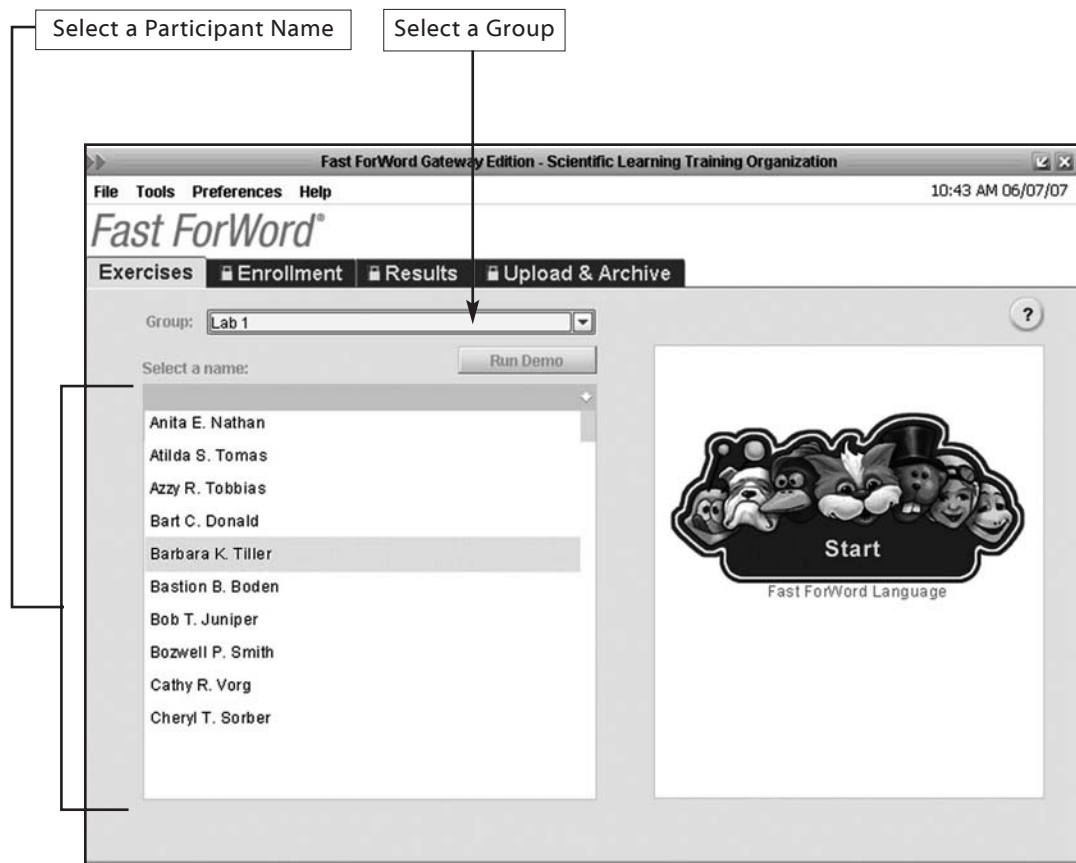 Select a Participant Name
Select a Group
Fast ForWord Gateway Edition - Scientific Learning Training Organization
File Tools Preferences Help 10:43 AM 06/07/07
Fast ForWord®
Exercises Enrollment Results Upload & Archive
Group: Lab 1
?
Select a name: Run Demo
Anita E. Nathan
Atilda S. Tomas
Azzy R. Tobbias
Bart C. Donald
Barbara K. Tiller
Bastion B. Boden
Bob T. Juniper
Bozwell P. Smith
Cathy R. Vorg
Cheryl T. Sorber
Start
Fast ForWord Language